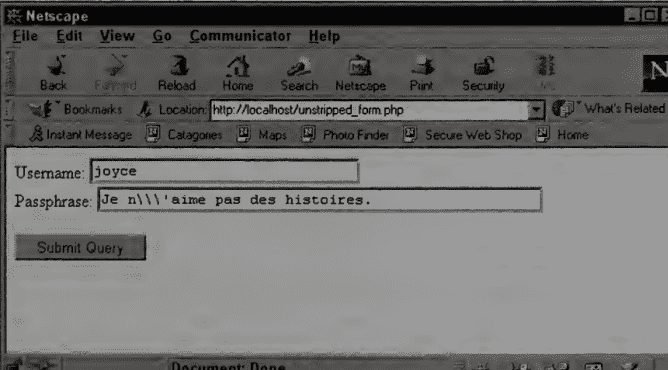 Netscape
File Edit View Go Communicator Help
Back Forward Reload Home Search Netscape Print Security
N
Bookmarks Location: http://localhost/unstripped_form.php What's Related
Instant Message Catagories Maps Photo Finder Secure Web Shop Home
Username: joyce
Passphrase: Je n\\\'aime pas des histoires.
Submit Query
Document: Done